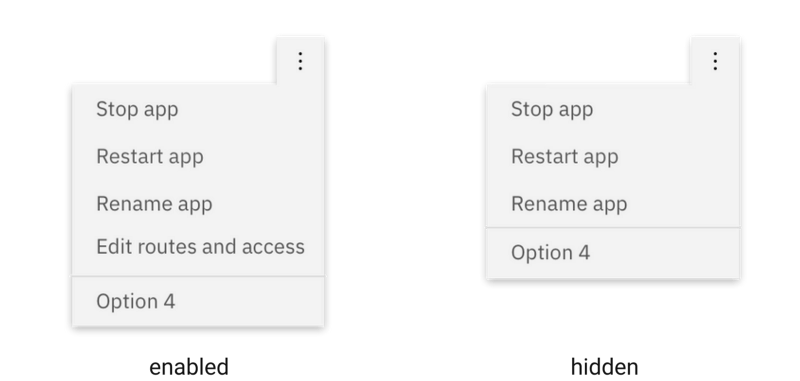 Stop app
Restart app
Rename app
Edit routes and access
Option 4
enabled
Stop app
Restart app
Rename app
Option 4
hidden